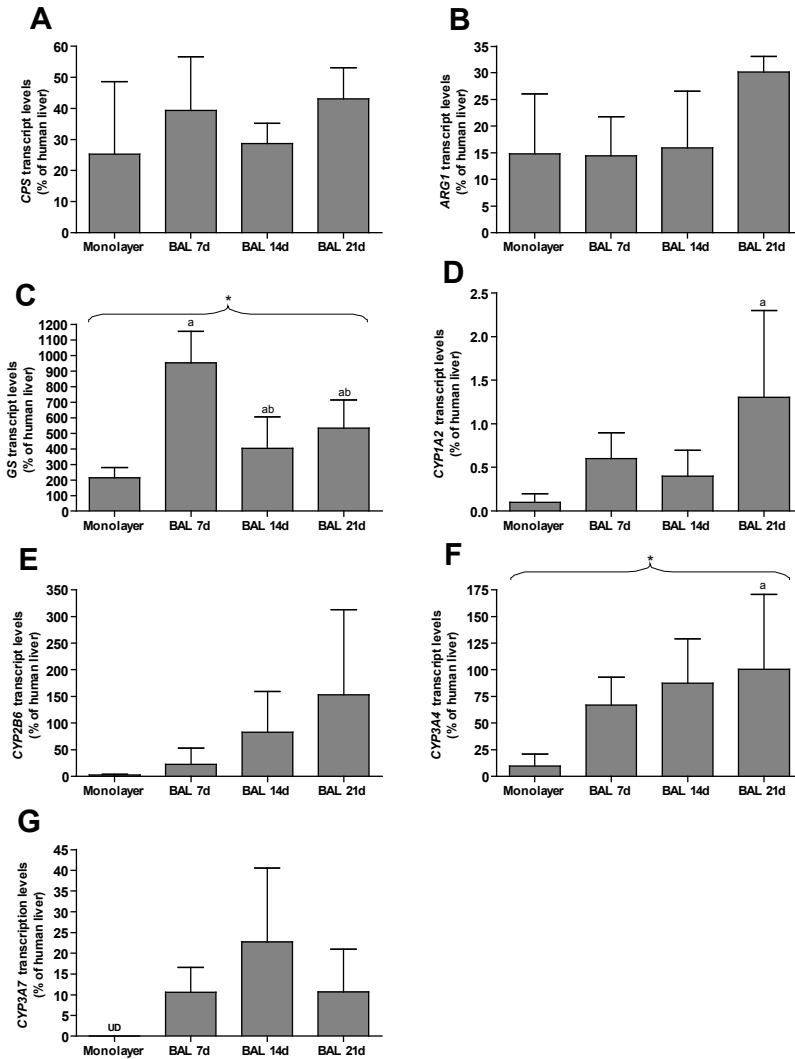 A
CPS transcript levels
(% of human liver)
60
50
40
30
20
10
0
Monolayer BAL 7d BAL 14d BAL 21d
B
ARG1 transcript levels
(% of human liver)
35
30
25
20
15
10
5
0
Monolayer BAL 7d BAL 14d BAL 21d
C
*
GS transcript levels
(% of human liver)
1200
1100
1000
900
800
700
600
500
400
300
200
100
0
a
ab
ab
Monolayer BAL 7d BAL 14d BAL 21d
D
CYP1A2 transcript levels
(% of human liver)
2.5
2.0
1.5
1.0
0.5
0.0
a
Monolayer BAL 7d BAL 14d BAL 21d
E
CYP2B6 transcript levels
(% of human liver)
350
300
250
200
150
100
50
0
Monolayer BAL 7d BAL 14d BAL 21d
F
*
CYP3A4 transcript levels
(% of human liver)
175
150
125
100
75
50
25
0
a
Monolayer BAL 7d BAL 14d BAL 21d
G
CYP3A7 transcription levels
(% of human liver)
45
40
35
30
25
20
15
10
5
0
UD
Monolayer BAL 7d BAL 14d BAL 21d